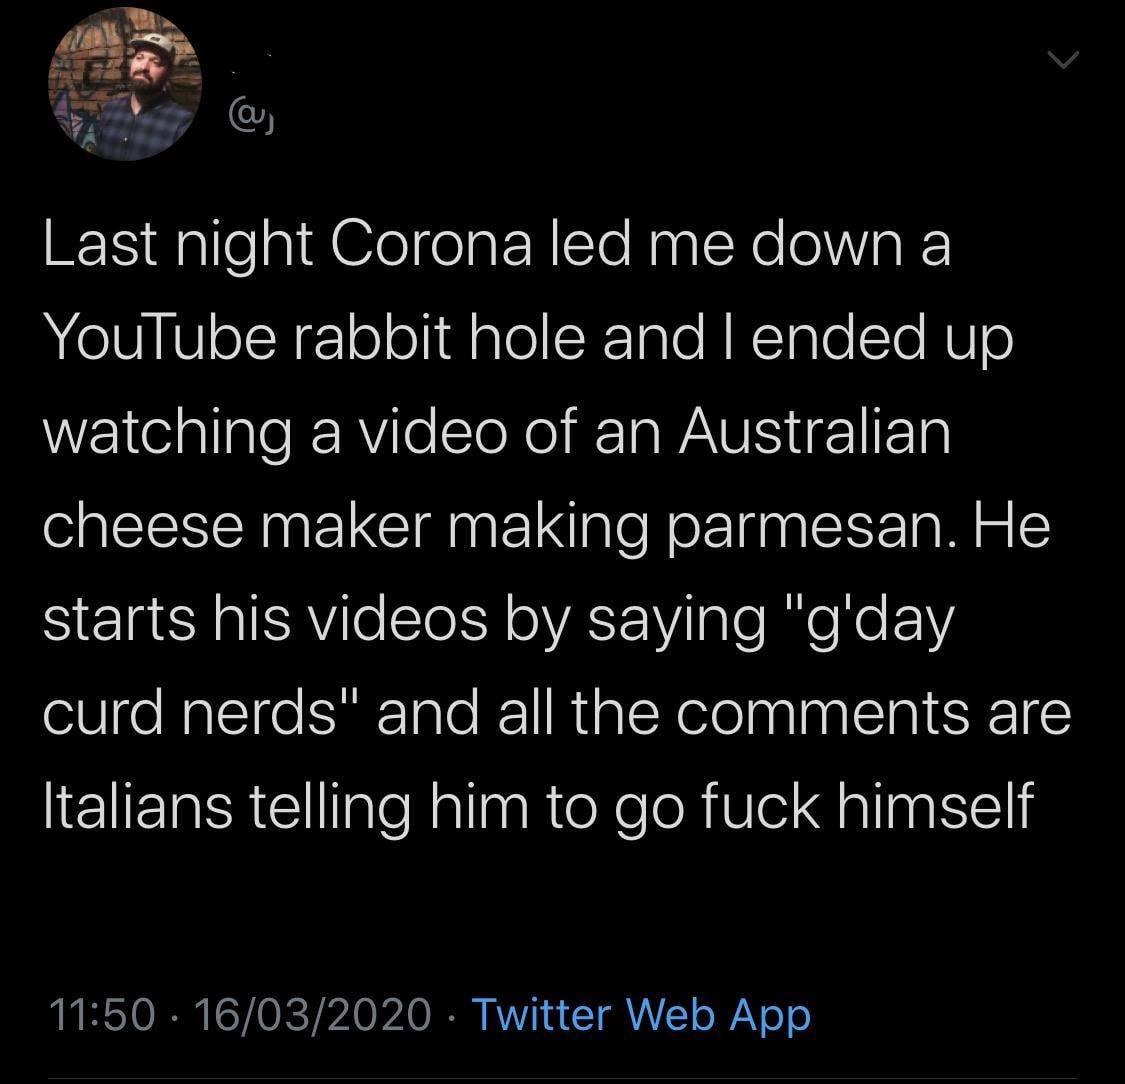 @
Last night Corona led me down a
YouTube rabbit hole and I ended up
watching a video of an Australian
cheese maker making parmesan. He
starts his videos by saying "g'day
curd nerds" and all the comments are
Italians telling him to go fuck himself
11:50 · 16/03/2020 · Twitter Web App